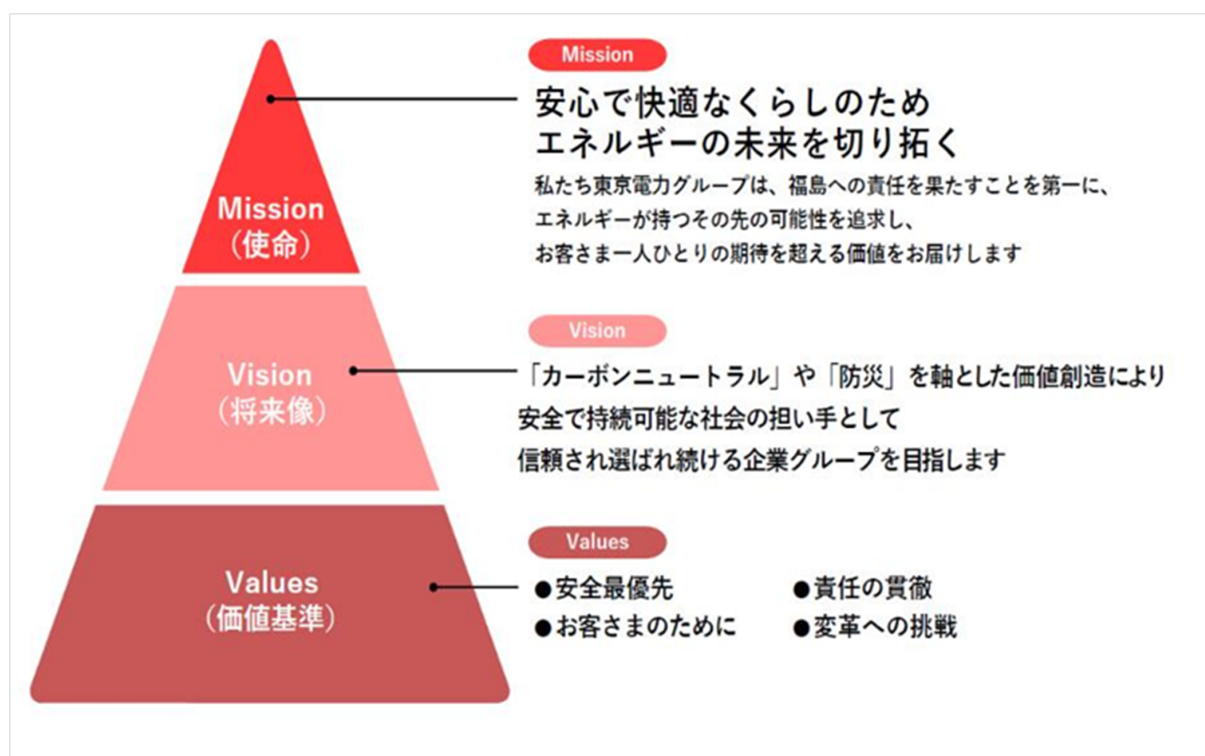 Mission
安心で快適なくらしのため
エネルギーの未来を切り拓く
私たち東京電力グループは、福島への責任を果たすことを第一に、
エネルギーが持つその先の可能性を追求し、
お客さま一人ひとりの期待を超える価値をお届けします
Mission
(使命)
Vision
「カーボンニュートラル」や「防災」を軸とした価値創造により
安全で持続可能な社会の担い手として
信頼され選ばれ続ける企業グループを目指します
Vision
(将来像)
Values
●安全最優先 ●責任の貫徹
●お客さまのために ●変革への挑戦
Values
(価値基準)